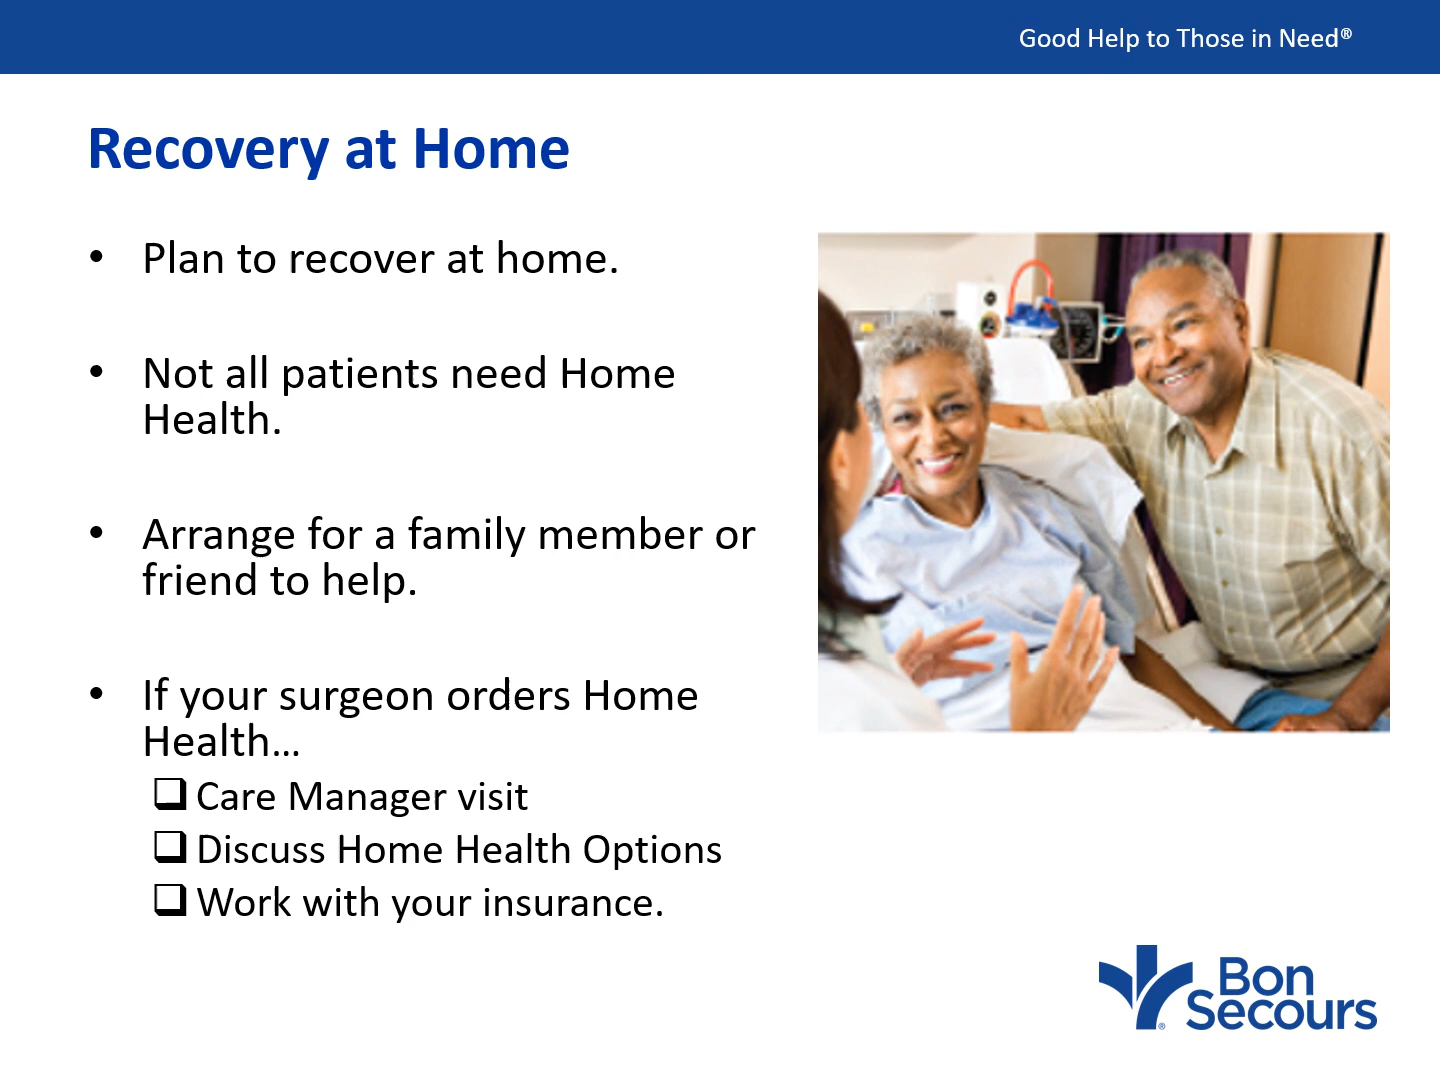 Good Help to Those in Need®
Recovery at Home
• Plan to recover at home.
• Not all patients need Home
Health.
• Arrange for a family member or
friend to help.
• If your surgeon orders Home
Health…
❑ Care Manager visit
❑ Discuss Home Health Options
❑ Work with your insurance.
Bon
Secours
®